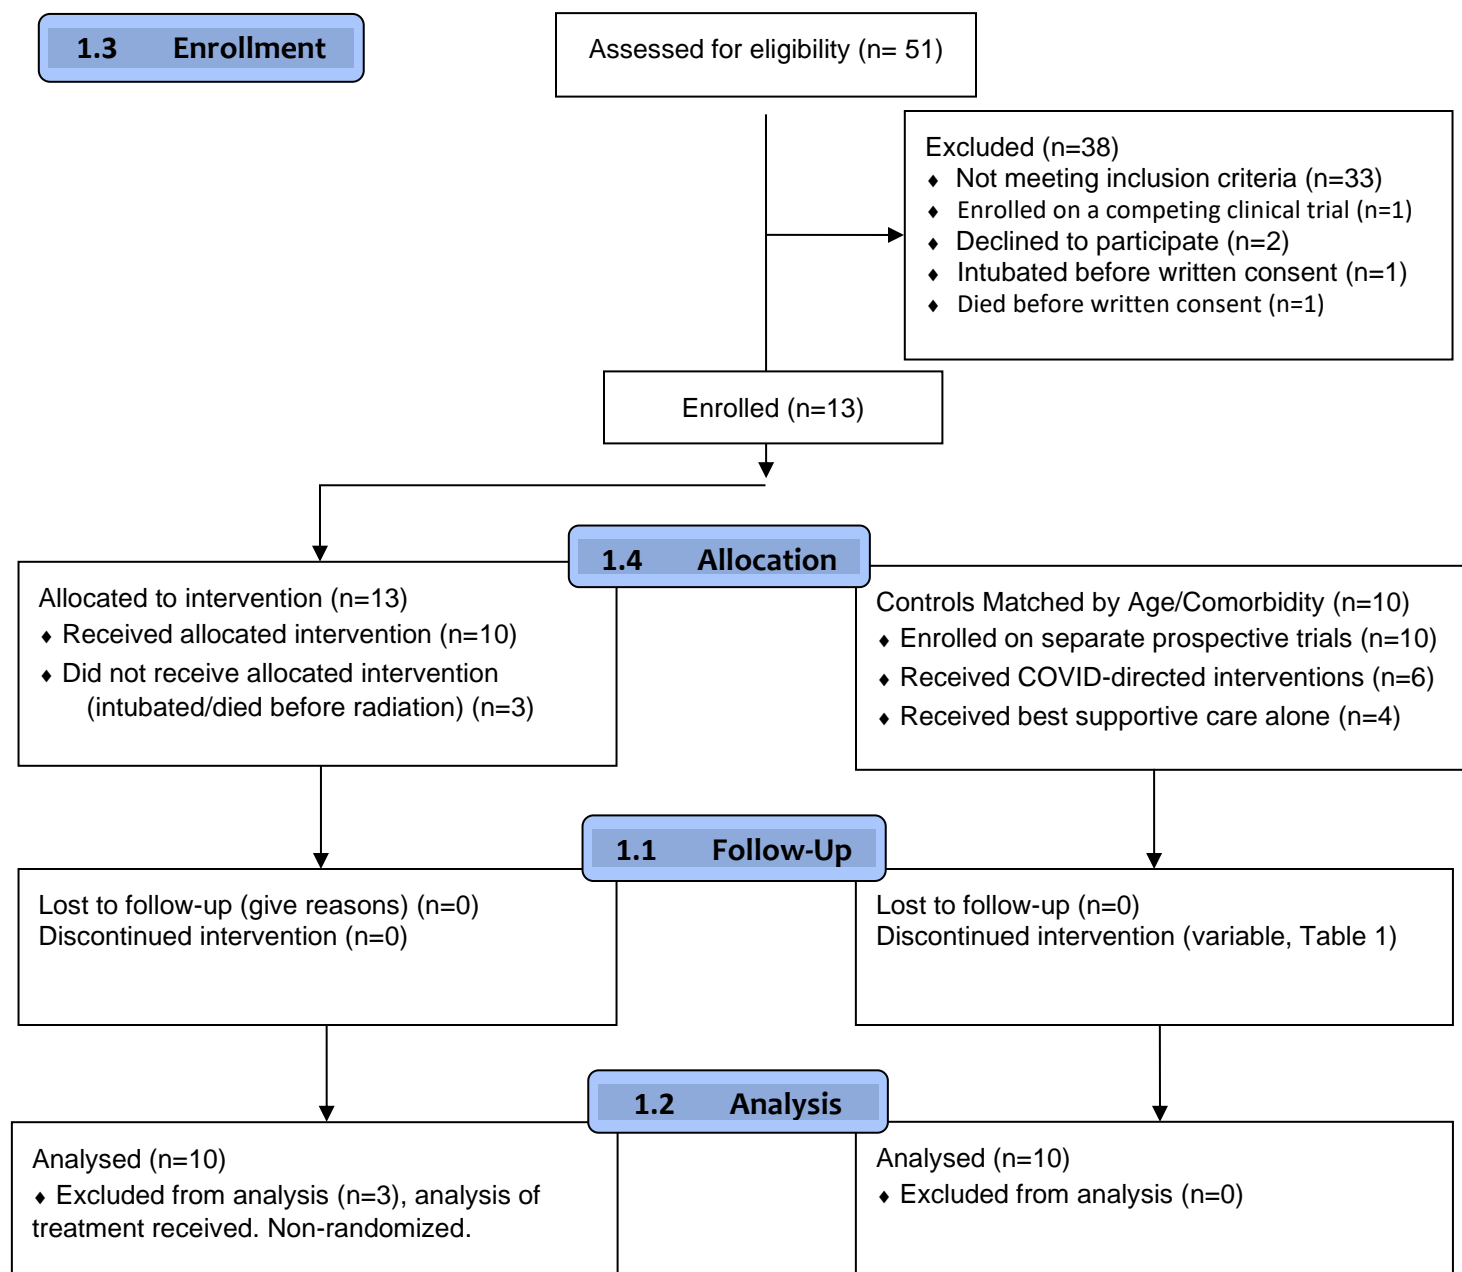 1.3 Enrollment
Assessed for eligibility (n= 51)
Excluded (n=38)
♦ Not meeting inclusion criteria (n=33)
♦ Enrolled on a competing clinical trial (n=1)
♦ Declined to participate (n=2)
♦ Intubated before written consent (n=1)
♦ Died before written consent (n=1)
Enrolled (n=13)
1.4 Allocation
Allocated to intervention (n=13)
♦ Received allocated intervention (n=10)
♦ Did not receive allocated intervention
(intubated/died before radiation) (n=3)
Controls Matched by Age/Comorbidity (n=10)
♦ Enrolled on separate prospective trials (n=10)
♦ Received COVID-directed interventions (n=6)
♦ Received best supportive care alone (n=4)
1.1 Follow-Up
Lost to follow-up (give reasons) (n=0)
Discontinued intervention (n=0)
Lost to follow-up (n=0)
Discontinued intervention (variable, Table 1)
1.2 Analysis
Analysed (n=10)
♦ Excluded from analysis (n=3), analysis of
treatment received. Non-randomized.
Analysed (n=10)
♦ Excluded from analysis (n=0)